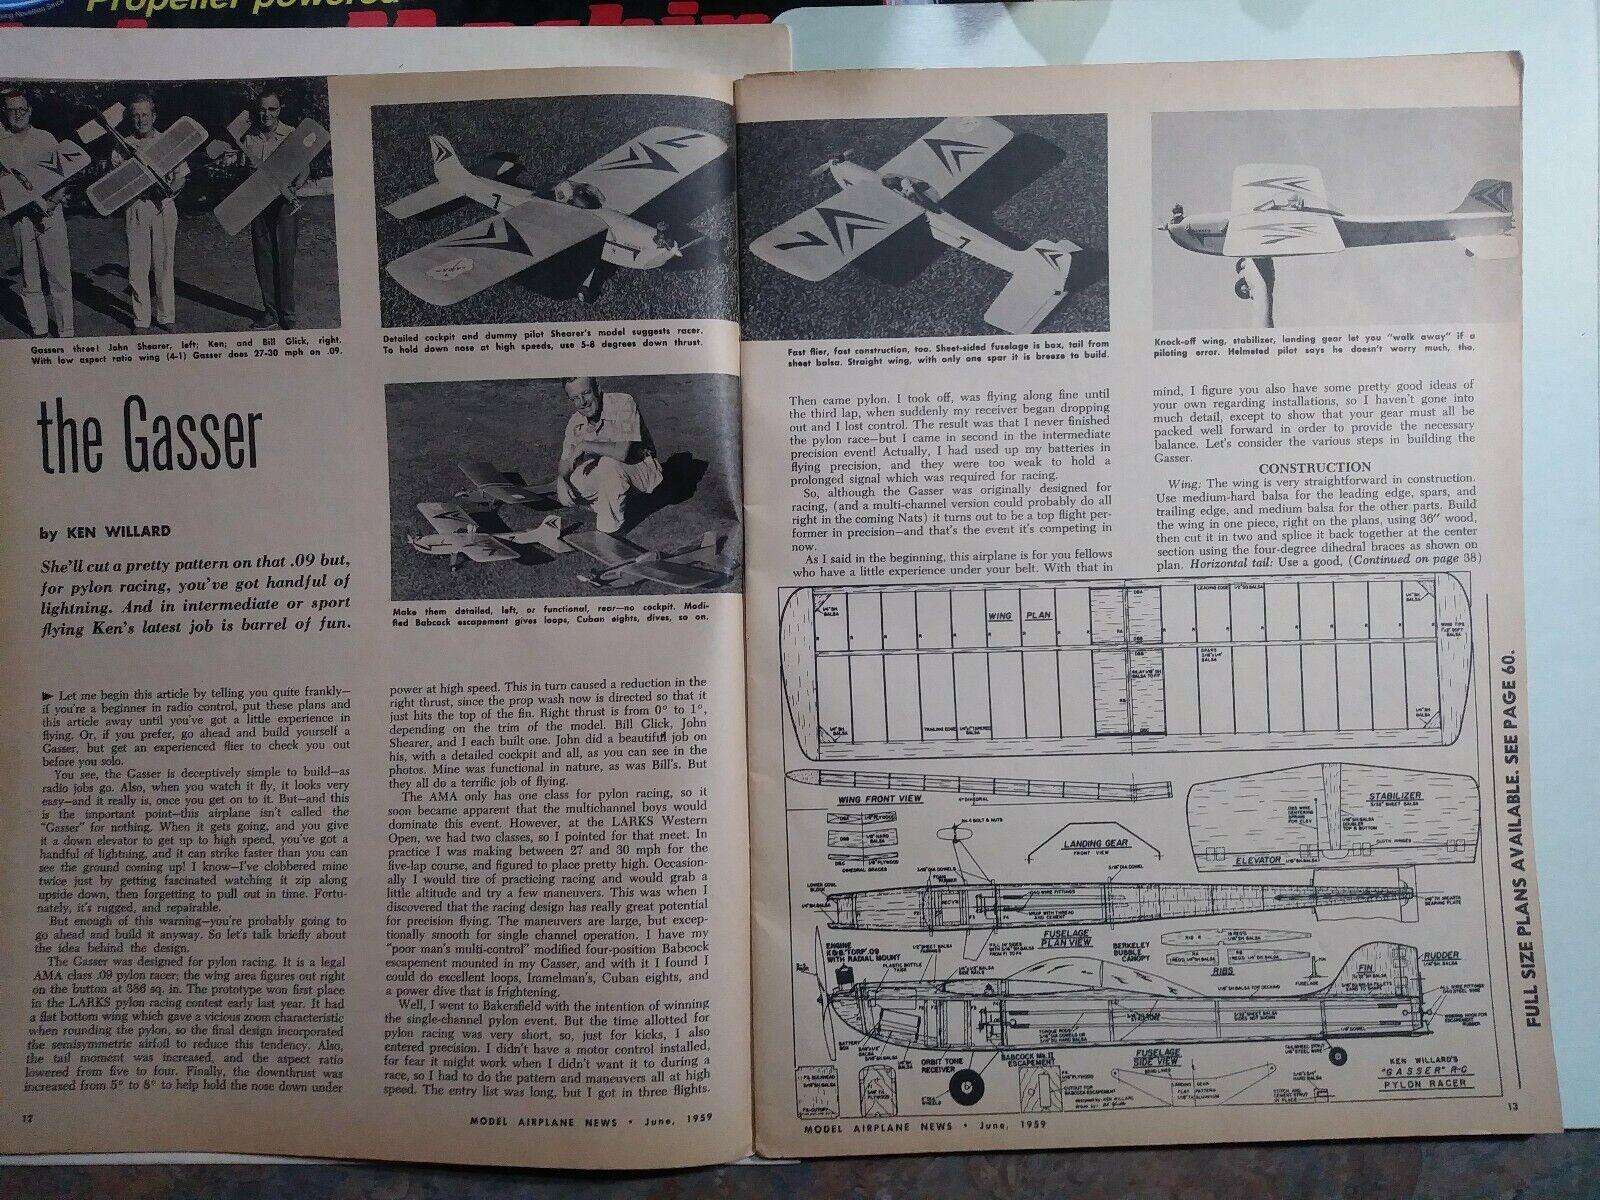 Propeller powered
Gassers three! John Shearer, left; Ken; and Bill Glick, right.
With low aspect ratio wing (4-1) Gasser does 27-30 mph on .09.
Detailed cockpit and dummy pilot Shearer's model suggests racer.
To hold down nose at high speeds, use 5-8 degrees down thrust.
the Gasser
by KEN WILLARD
She'll cut a pretty pattern on that .09 but,
for pylon racing, you've got handful of
lightning. And in intermediate or sport
flying Ken's latest job is barrel of fun.
Make them detailed, left, or functional, rear—no cockpit. Modi-
fied Babcock escapement gives loops, Cuban eights, dives, so on.
► Let me begin this article by telling you quite frankly—
if you're a beginner in radio control, put these plans and
this article away until you've got a little experience in
flying. Or, if you prefer, go ahead and build yourself a
Gasser, but get an experienced flier to check you out
before you solo.
You see, the Gasser is deceptively simple to build—as
radio jobs go. Also, when you watch it fly, it looks very
easy—and it really is, once you get on to it. But—and this
is the important point—this airplane isn't called the
"Gasser" for nothing. When it gets going, and you give
it a down elevator to get up to high speed, you've got a
handful of lightning, and it can strike faster than you can
see the ground coming up! I know—I've clobbered mine
twice just by getting fascinated watching it zip along
upside down, then forgetting to pull out in time. Fortu-
nately, it's rugged, and repairable.
But enough of this warning—you're probably going to
go ahead and build it anyway. So let's talk briefly about
the idea behind the design.
The Gasser was designed for pylon racing. It is a legal
AMA class .09 pylon racer; the wing area figures out right
on the button at 386 sq. in. The prototype won first place
in the LARKS pylon racing contest early last year. It had
a flat bottom wing which gave a vicious zoom characteristic
when rounding the pylon, so the final design incorporated
the semisymmetric airfoil to reduce this tendency. Also,
the tail moment was increased, and the aspect ratio
lowered from five to four. Finally, the downthrust was
increased from 5° to 8° to help hold the nose down under
power at high speed. This in turn caused a reduction in the
right thrust, since the prop wash now is directed so that it
just hits the top of the fin. Right thrust is from 0° to 1°,
depending on the trim of the model. Bill Glick, John
Shearer, and I each built one. John did a beautiful job on
his, with a detailed cockpit and all, as you can see in the
photos. Mine was functional in nature, as was Bill's. But
they all do a terrific job of flying.
The AMA only has one class for pylon racing, so it
soon became apparent that the multichannel boys would
dominate this event. However, at the LARKS Western
Open, we had two classes, so I pointed for that meet. In
practice I was making between 27 and 30 mph for the
five-lap course, and figured to place pretty high. Occasion-
ally I would tire of practicing racing and would grab a
little altitude and try a few maneuvers. This was when I
discovered that the racing design has really great potential
for precision flying. The maneuvers are large, but excep-
tionally smooth for single channel operation. I have my
"poor man's multi-control" modified four-position Babcock
escapement mounted in my Gasser, and with it I found I
could do excellent loops, Immelman's, Cuban eights, and
a power dive that is frightening.
Well, I went to Bakersfield with the intention of winning
the single-channel pylon event. But the time allotted for
pylon racing was very short, so, just for kicks, I also
entered precision. I didn't have a motor control installed,
for fear it might work when I didn't want it to during a
race, so I had to do the pattern and maneuvers all at high
speed. The entry list was long, but I got in three flights.
12
MODEL AIRPLANE NEWS • June, 1959
Fast flier, fast construction, too. Sheet-sided fuselage is box, tail from
sheet balsa. Straight wing, with only one spar it is breeze to build.
Knock-off wing, stabilizer, landing gear let you "walk away" if a
piloting error. Helmeted pilot says he doesn't worry much, tho.
Then came pylon. I took off, was flying along fine until
the third lap, when suddenly my receiver began dropping
out and I lost control. The result was that I never finished
the pylon race—but I came in second in the intermediate
precision event! Actually, I had used up my batteries in
flying precision, and they were too weak to hold a
prolonged signal which was required for racing.
So, although the Gasser was originally designed for
racing, (and a multi-channel version could probably do all
right in the coming Nats) it turns out to be a top flight per-
former in precision—and that's the event it's competing in
now.
As I said in the beginning, this airplane is for you fellows
who have a little experience under your belt. With that in
mind, I figure you also have some pretty good ideas of
your own regarding installations, so I haven't gone into
much detail, except to show that your gear must all be
packed well forward in order to provide the necessary
balance. Let's consider the various steps in building the
Gasser.
CONSTRUCTION
Wing: The wing is very straightforward in construction.
Use medium-hard balsa for the leading edge, spars, and
trailing edge, and medium balsa for the other parts. Build
the wing in one piece, right on the plans, using 36" wood,
then cut it in two and splice it back together at the center
section using the four-degree dihedral braces as shown on
plan. Horizontal tail: Use a good, (Continued on page 38)
WING PLAN
WING FRONT VIEW
4° DIHEDRAL
STABILIZER
3/32" SHEET BALSA
ELEVATOR
LANDING GEAR
FRONT VIEW
No.4 BOLT & NUTS
DIHEDRAL BRACES
LOWER COWL
BLOCK
WRAP WITH THREAD
AND CEMENT
FUSELAGE
PLAN VIEW
ENGINE
K&B "TORP".09
WITH RADIAL MOUNT
PLASTIC BOTTLE
TANK
BERKELEY
BUBBLE
CANOPY
RIBS
FIN
RUDDER
BATTERY
BOX
ORBIT TONE
RECEIVER
BABCOCK Mk.II
ESCAPEMENT
FUSELAGE
SIDE VIEW
2" DIA.
WHEELS
KEN WILLARD'S
"GASSER" R-C
PYLON RACER
FULL SIZE PLANS AVAILABLE. SEE PAGE 60.
MODEL AIRPLANE NEWS • June, 1959
13